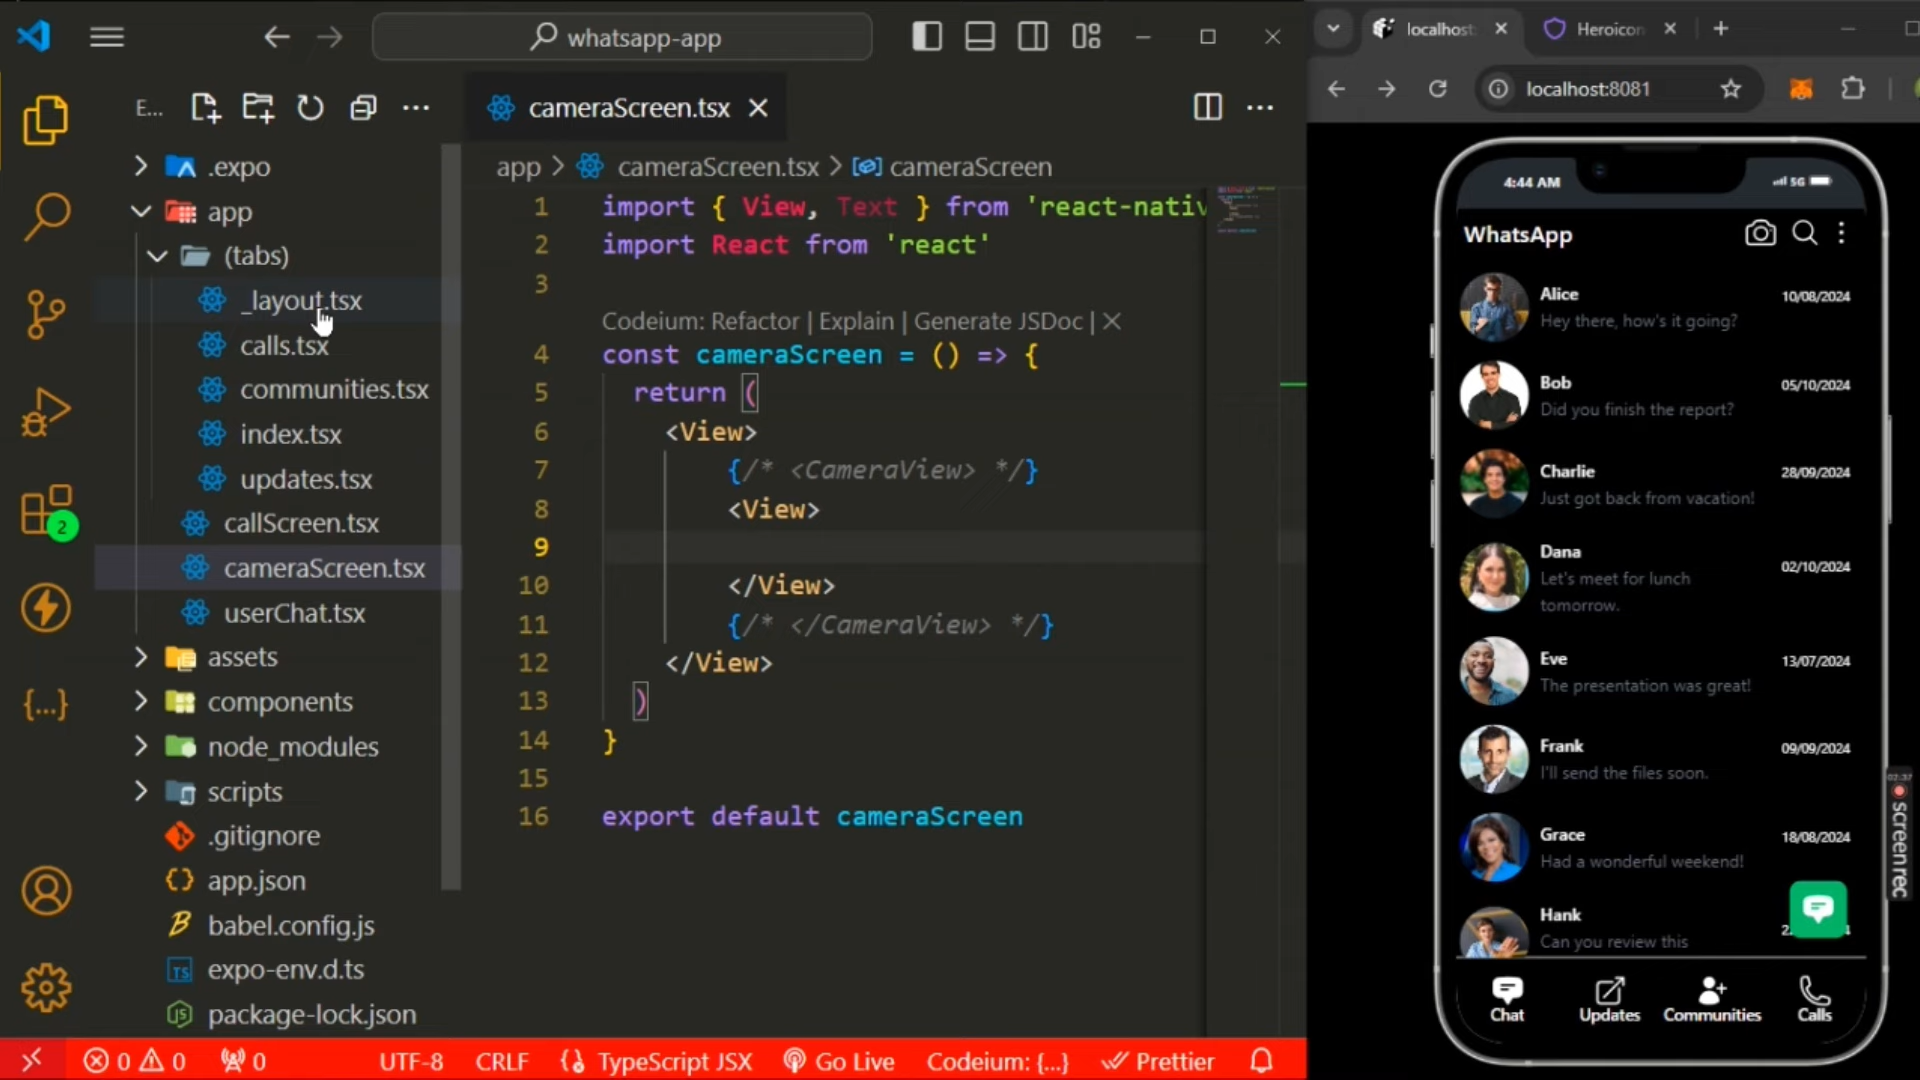 whatsapp-app
E...
.expo
app
(tabs)
_layout.tsx
calls.tsx
communities.tsx
index.tsx
updates.tsx
callScreen.tsx
cameraScreen.tsx
userChat.tsx
assets
components
node_modules
scripts
.gitignore
app.json
babel.config.js
expo-env.d.ts
package-lock.json
2
{...}
cameraScreen.tsx
app > cameraScreen.tsx > cameraScreen
1 import { View, Text } from 'react-nativ
2 import React from 'react'
3
Codeium: Refactor | Explain | Generate JSDoc | ×
4 const cameraScreen = () => {
5 return (
6 <View>
7 {/* <CameraView> */}
8 <View>
9
10 </View>
11 {/* </CameraView> */}
12 </View>
13 )
14 }
15
16 export default cameraScreen
0 0 0 UTF-8 CRLF TypeScript JSX Go Live Codeium: {...} Prettier
localhost: Heroicon
localhost:8081
4:44 AM 5G
WhatsApp
Alice 10/08/2024
Hey there, how's it going?
Bob 05/10/2024
Did you finish the report?
Charlie 28/09/2024
Just got back from vacation!
Dana 02/10/2024
Let's meet for lunch
tomorrow.
Eve 13/07/2024
The presentation was great!
Frank 09/09/2024
I'll send the files soon.
Grace 18/08/2024
Had a wonderful weekend!
Hank
Can you review this
Chat Updates Communities Calls
02:37
screenrec